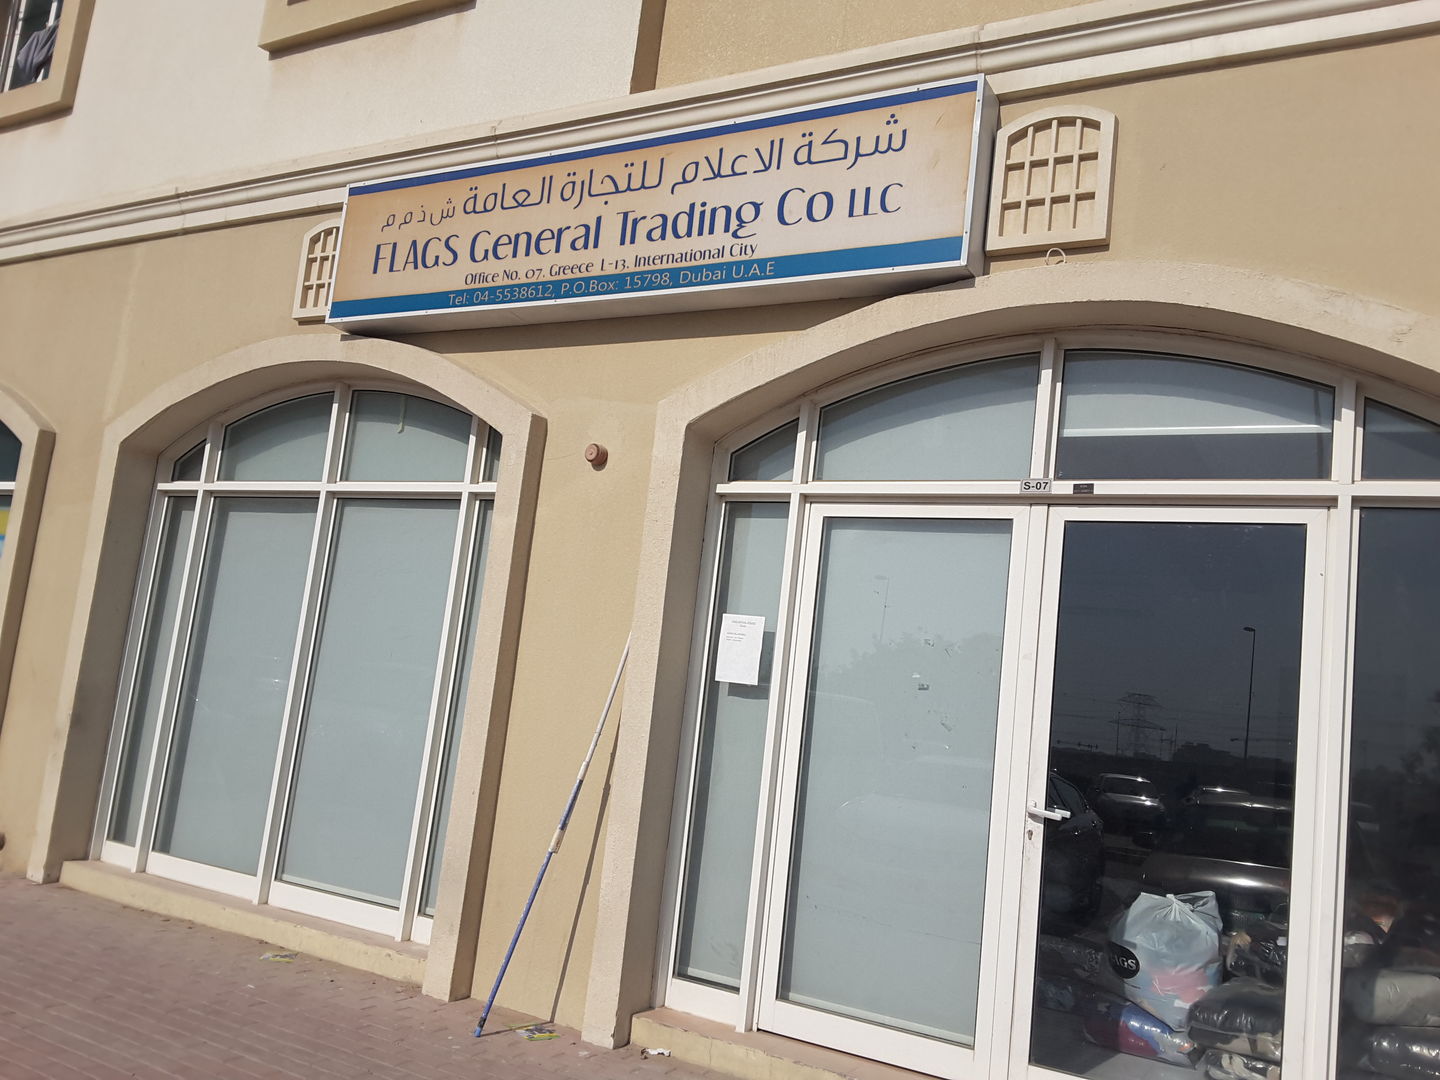 شركة الاعلام للتجارة العامة ش ذ م م
FLAGS General Trading Co LLC
Office No. 07. Greece L-13. International City
Tel: 04-5538612, P.O.Box: 15798, Dubai U.A.E
S-07